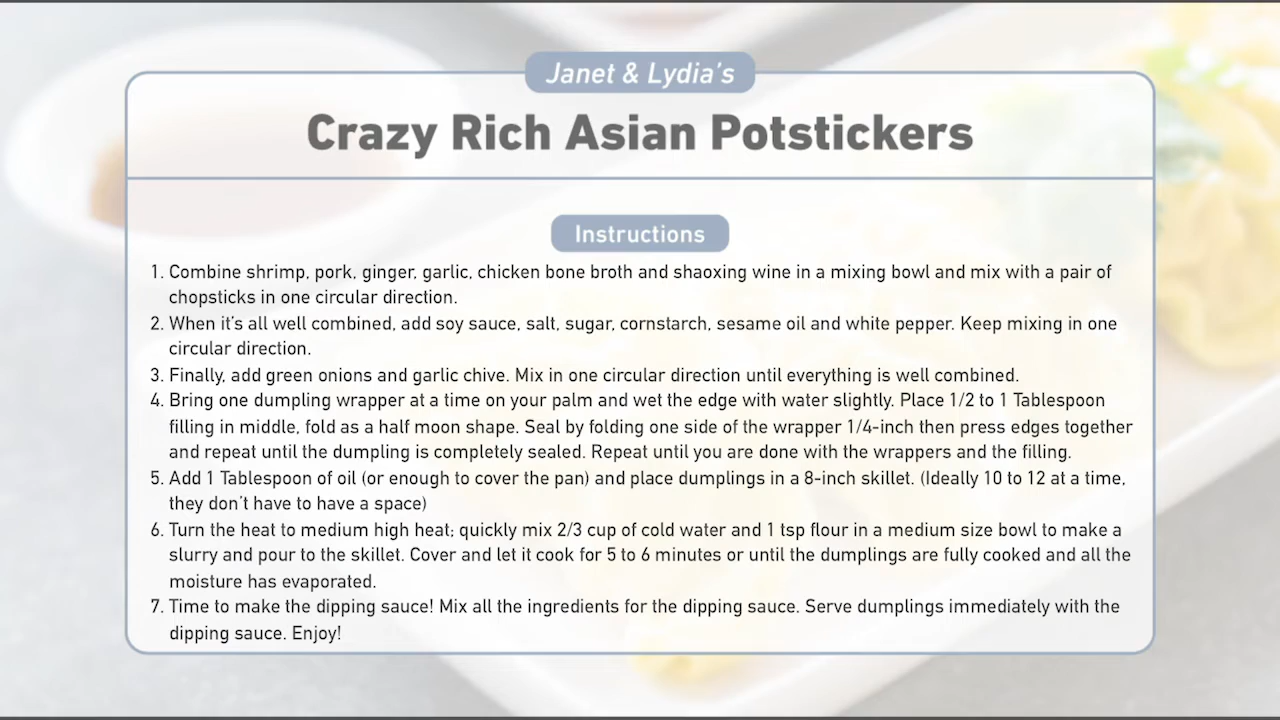 Janet & Lydia's
Crazy Rich Asian Potstickers
Instructions
1. Combine shrimp, pork, ginger, garlic, chicken bone broth and shaoxing wine in a mixing bowl and mix with a pair of
chopsticks in one circular direction.
2. When it's all well combined, add soy sauce, salt, sugar, cornstarch, sesame oil and white pepper. Keep mixing in one
circular direction.
3. Finally, add green onions and garlic chive. Mix in one circular direction until everything is well combined.
4. Bring one dumpling wrapper at a time on your palm and wet the edge with water slightly. Place 1/2 to 1 Tablespoon
filling in middle, fold as a half moon shape. Seal by folding one side of the wrapper 1/4-inch then press edges together
and repeat until the dumpling is completely sealed. Repeat until you are done with the wrappers and the filling.
5. Add 1 Tablespoon of oil (or enough to cover the pan) and place dumplings in a 8-inch skillet. (Ideally 10 to 12 at a time,
they don't have to have a space)
6. Turn the heat to medium high heat; quickly mix 2/3 cup of cold water and 1 tsp flour in a medium size bowl to make a
slurry and pour to the skillet. Cover and let it cook for 5 to 6 minutes or until the dumplings are fully cooked and all the
moisture has evaporated.
7. Time to make the dipping sauce! Mix all the ingredients for the dipping sauce. Serve dumplings immediately with the
dipping sauce. Enjoy!